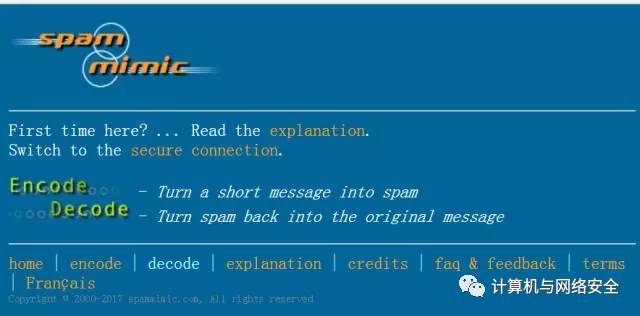 spam
mimic
First time here? ... Read the explanation.
Switch to the secure connection.
Encode - Turn a short message into spam
Decode - Turn spam back into the original message
home | encode | decode | explanation | credits | faq & feedback | terms
| Français
Copyright © 2000-2017 spammimic.com, All rights reserved
计算机与网络安全